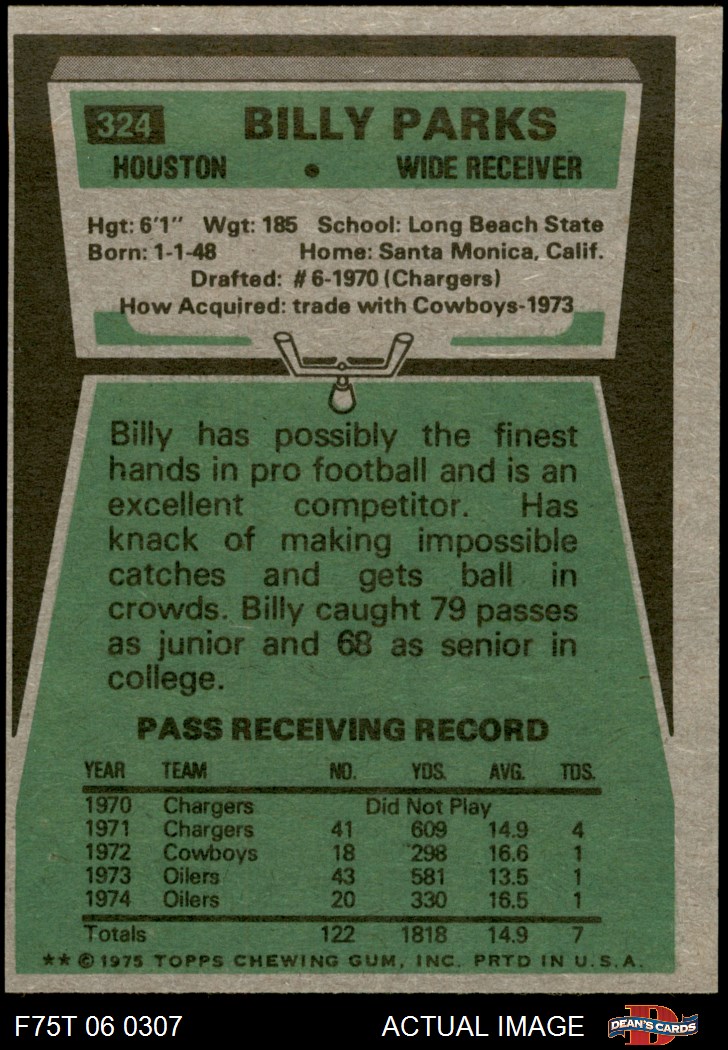 324 BILLY PARKS
HOUSTON • WIDE RECEIVER
Hgt: 6'1" Wgt: 185 School: Long Beach State
Born: 1-1-48 Home: Santa Monica, Calif.
Drafted: #6-1970 (Chargers)
How Acquired: trade with Cowboys-1973
Billy has possibly the finest
hands in pro football and is an
excellent competitor. Has
knack of making impossible
catches and gets ball in
crowds. Billy caught 79 passes
as junior and 68 as senior in
college.
PASS RECEIVING RECORD
YEAR TEAM NO. YDS. AVG. TDS.
1970 Chargers Did Not Play
1971 Chargers 41 609 14.9 4
1972 Cowboys 18 298 16.6 1
1973 Oilers 43 581 13.5 1
1974 Oilers 20 330 16.5 1
Totals 122 1818 14.9 7
** © 1975 TOPPS CHEWING GUM, INC. PRTD IN U.S.A.
F75T 06 0307 ACTUAL IMAGE D DEAN'S CARDS